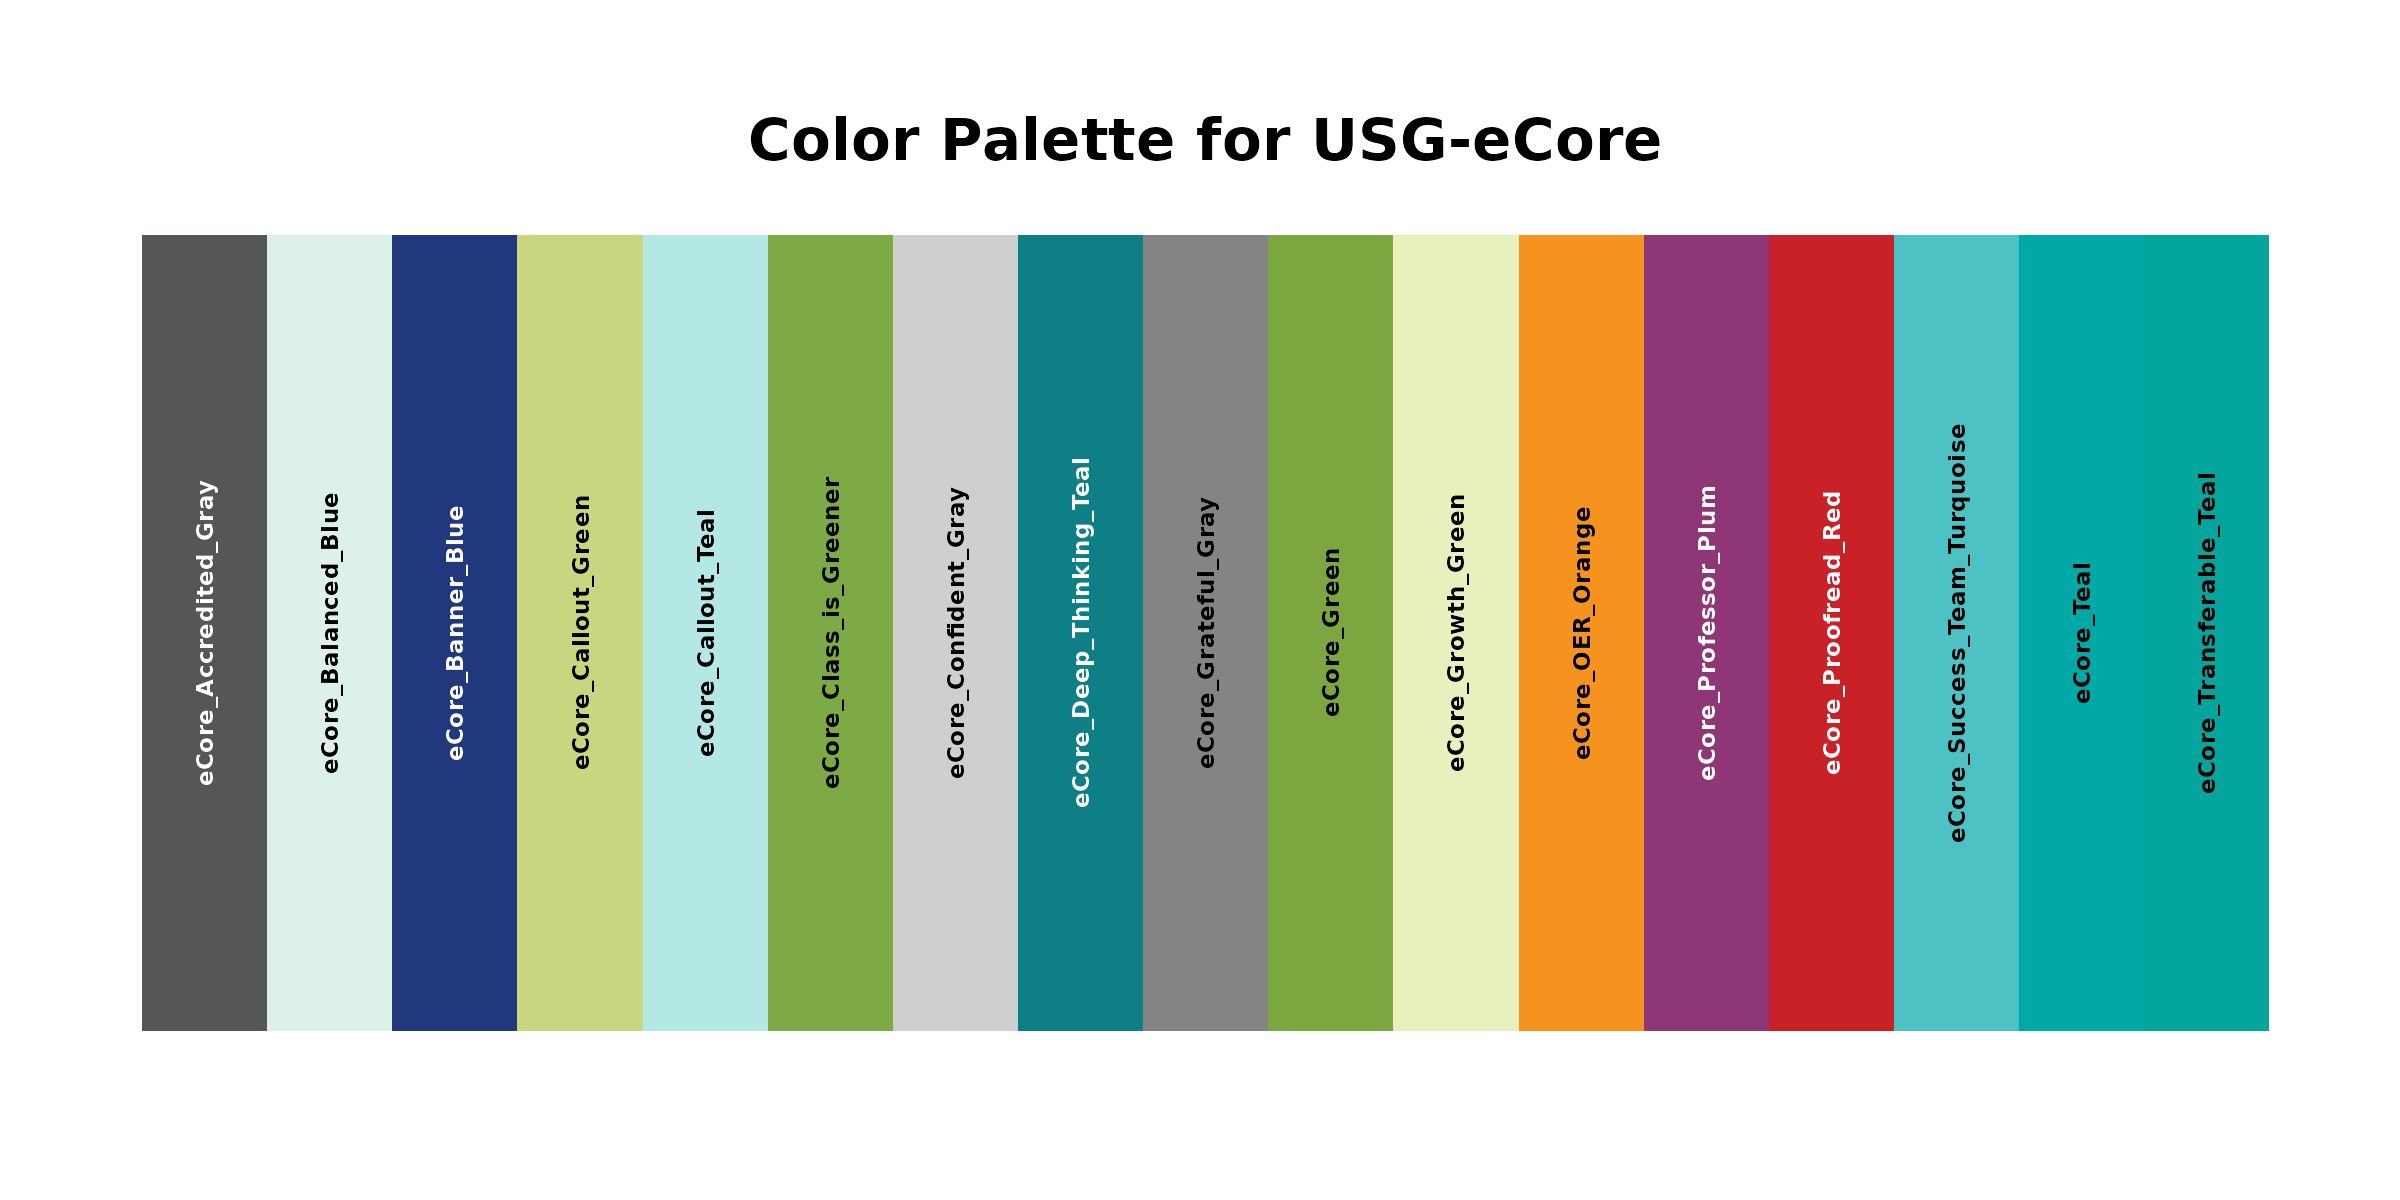 Color Palette for USG-eCore
eCore_Accredited_Gray
eCore_Balanced_Blue
eCore_Banner_Blue
eCore_Callout_Green
eCore_Callout_Teal
eCore_Class_is_Greener
eCore_Confident_Gray
eCore_Deep_Thinking_Teal
eCore_Grateful_Gray
eCore_Green
eCore_Growth_Green
eCore_OER_Orange
eCore_Professor_Plum
eCore_Proofread_Red
eCore_Success_Team_Turquoise
eCore_Teal
eCore_Transferable_Teal